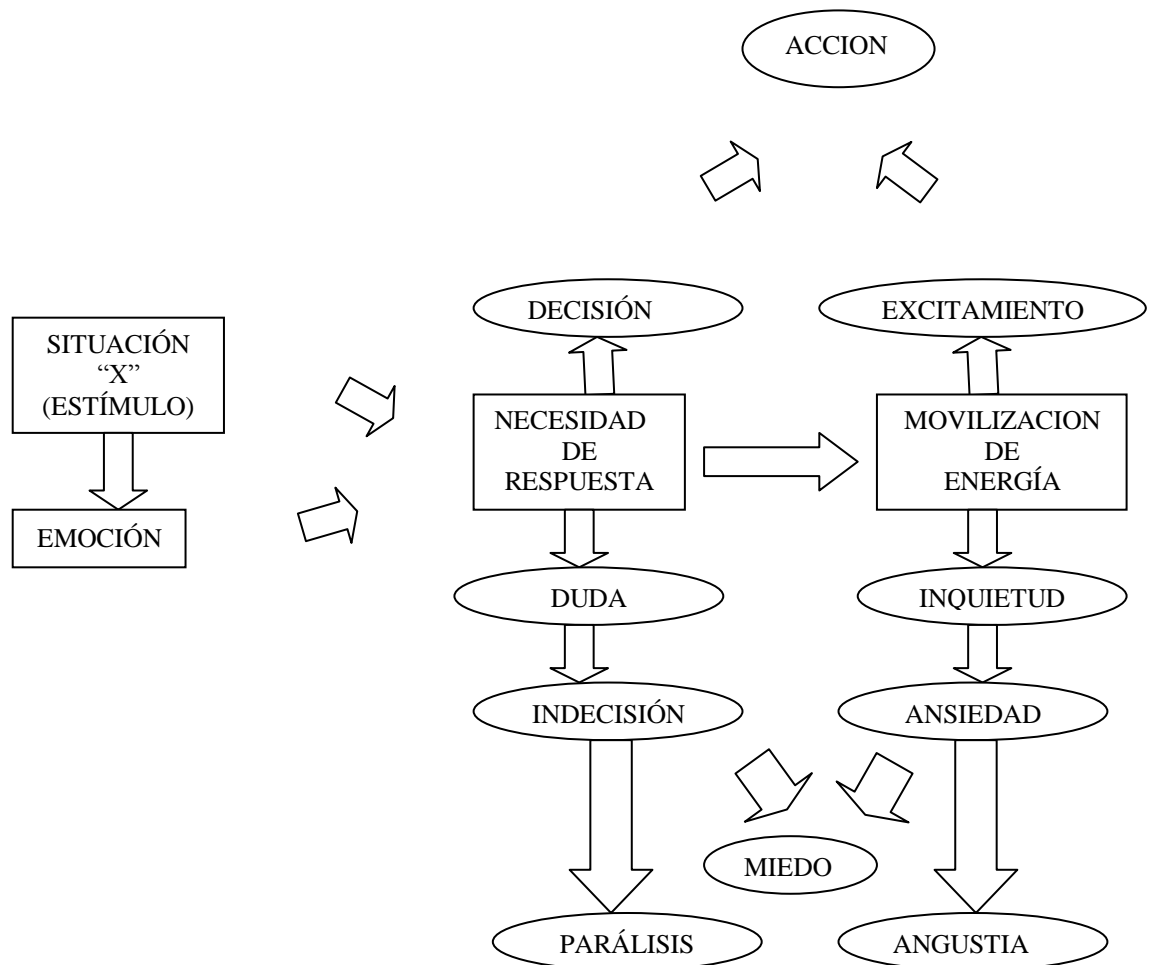 ACCION
DECISIÓN
EXCITAMIENTO
SITUACIÓN
“X”
(ESTÍMULO)
NECESIDAD
DE
RESPUESTA
MOVILIZACION
DE
ENERGÍA
EMOCIÓN
DUDA
INQUIETUD
INDECISIÓN
ANSIEDAD
MIEDO
PARÁLISIS
ANGUSTIA